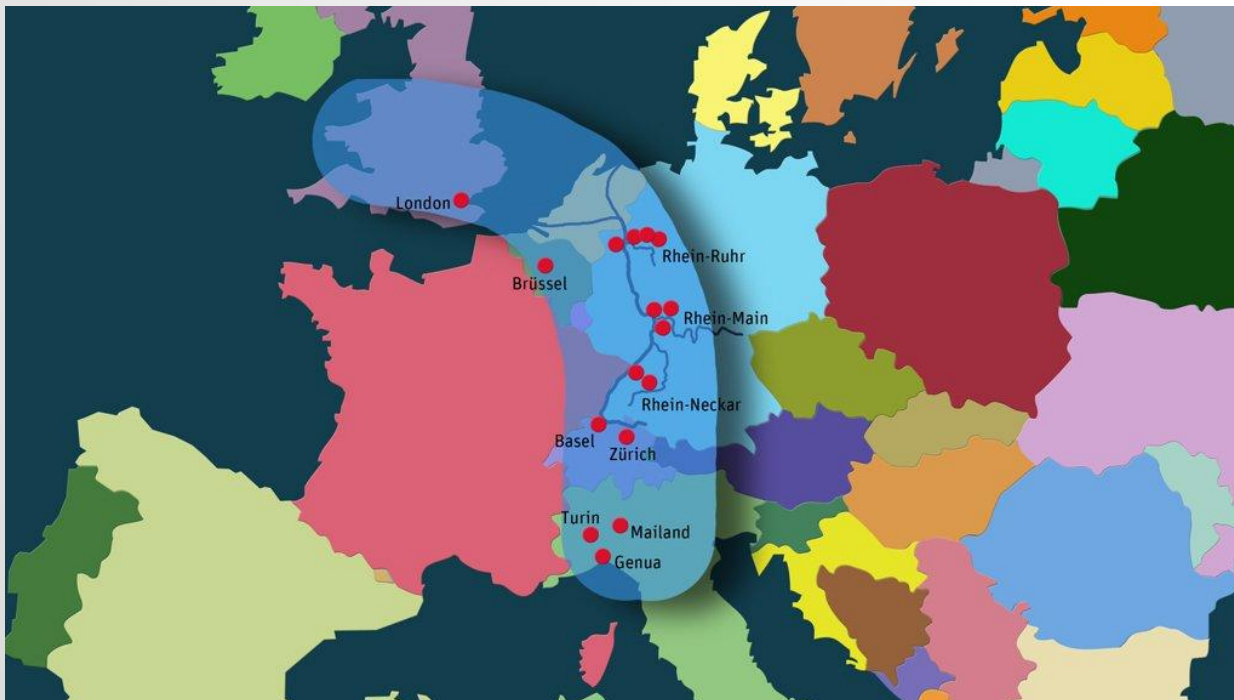 London
Brüssel
Rhein-Ruhr
Rhein-Main
Rhein-Neckar
Basel
Zürich
Turin
Mailand
Genua